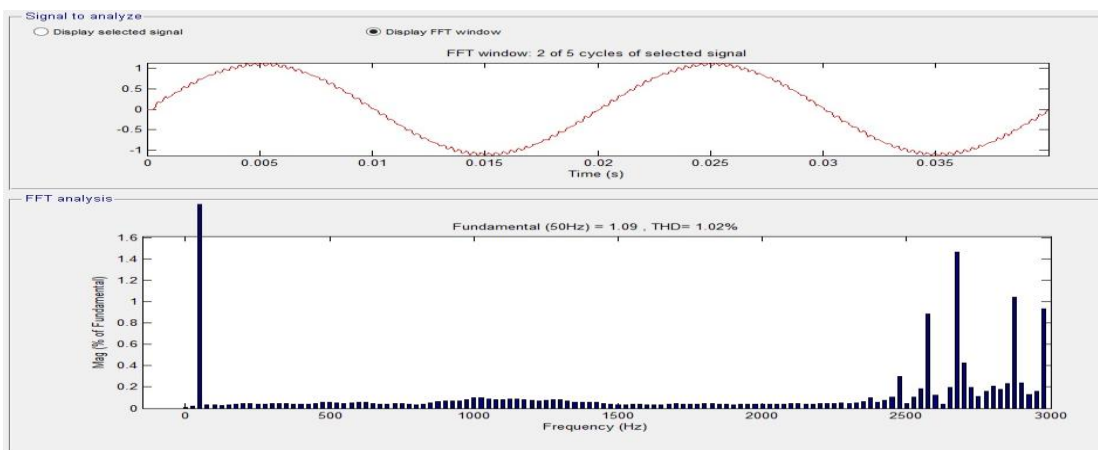 Signal to analyze
Display selected signal
Display FFT window
FFT window: 2 of 5 cycles of selected signal
1
0.5
0
-0.5
-1
0 0.005 0.01 0.015 0.02 0.025 0.03 0.035
Time (s)
FFT analysis
Fundamental (50Hz) = 1.09 , THD= 1.02%
1.6
1.4
1.2
1
0.8
0.6
0.4
0.2
0
Mag (% of Fundamental)
0 500 1000 1500 2000 2500 3000
Frequency (Hz)